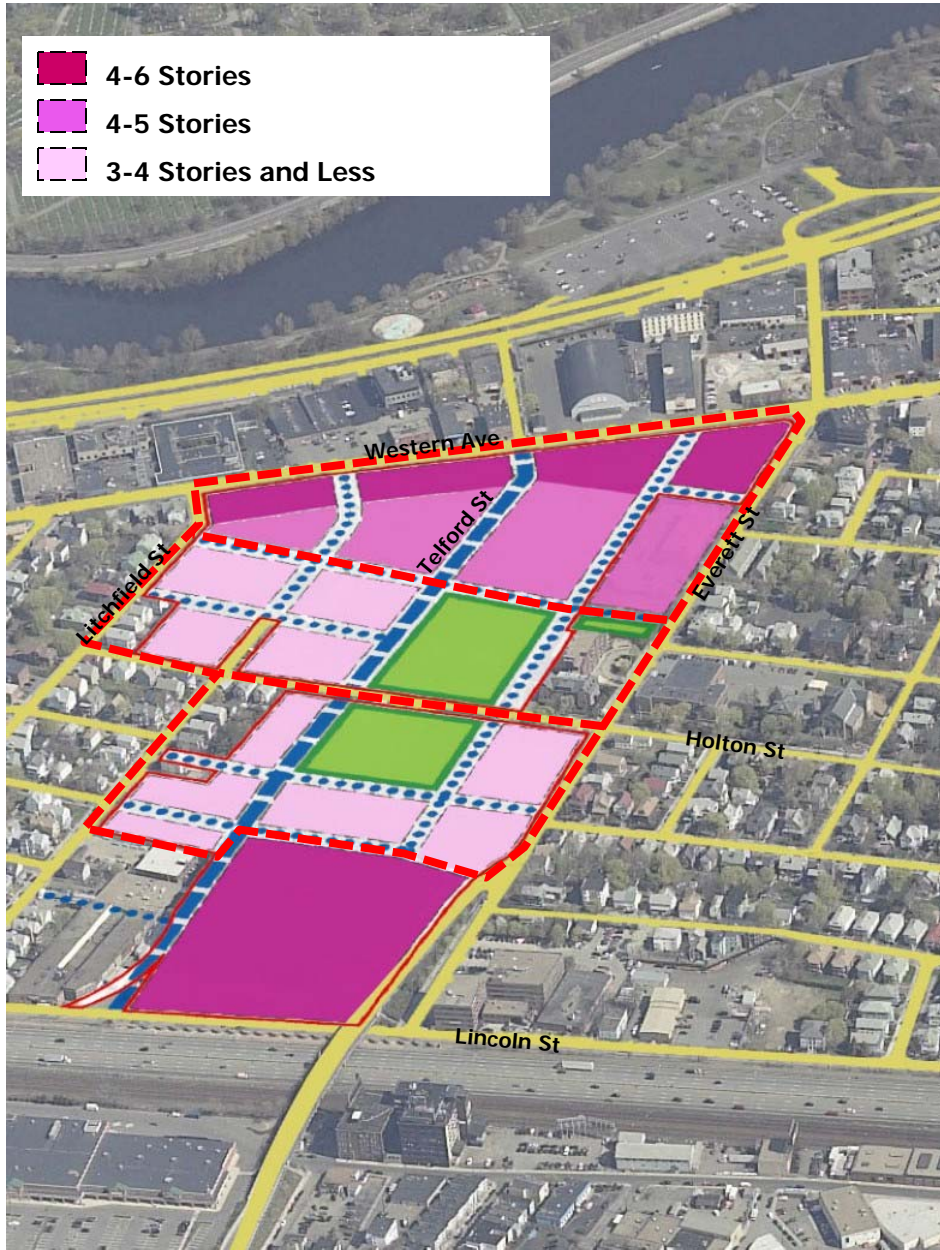 4-6 Stories
4-5 Stories
3-4 Stories and Less
Western Ave
Telford St
Everett St
Litchfield St
Holton St
Lincoln St